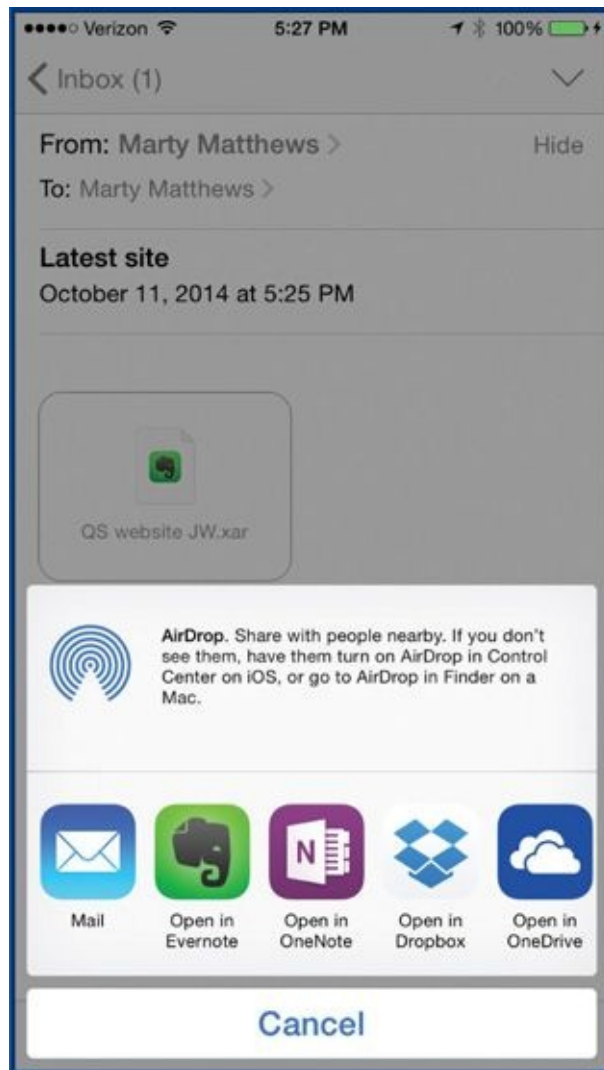 Verizon 5:27 PM 100%
Inbox (1)
From: Marty Matthews Hide
To: Marty Matthews
Latest site
October 11, 2014 at 5:25 PM
QS website JW.xar
AirDrop. Share with people nearby. If you don't
see them, have them turn on AirDrop in Control
Center on iOS, or go to AirDrop in Finder on a
Mac.
N
Mail Open in Open in Open in Open in
Evernote OneNote Dropbox OneDrive
Cancel